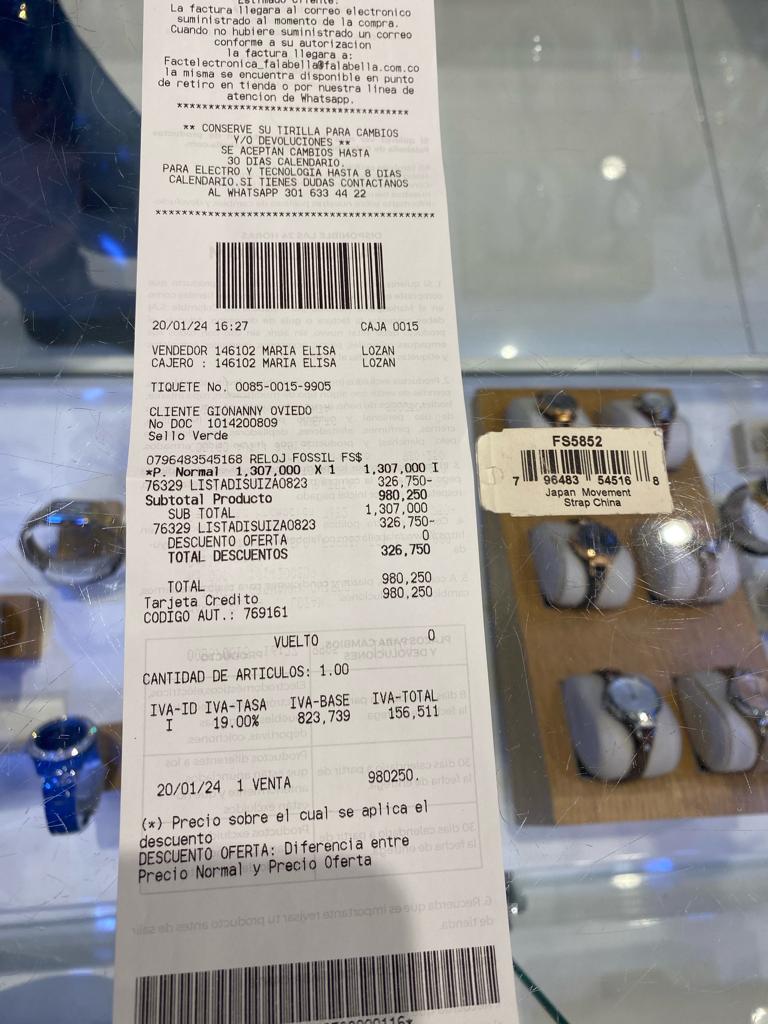 Estimado Cliente:
La factura llegara al correo electronico
suministrado al momento de la compra.
Cuando no hubiere suministrado un correo
conforme a su autorizacion
la factura llegara a:
Factelectronica_falabella@falabella.com.co
la misma se encuentra disponible en punto
de retiro en tienda o por nuestra linea de
atencion de Whatsapp.
****************************************
** CONSERVE SU TIRILLA PARA CAMBIOS
Y/O DEVOLUCIONES **
SE ACEPTAN CAMBIOS HASTA
30 DIAS CALENDARIO.
PARA ELECTRO Y TECNOLOGIA HASTA 8 DIAS
CALENDARIO.SI TIENES DUDAS CONTACTANOS
AL WHATSAPP 301 633 44 22
****************************************
20/01/24 16:27 CAJA 0015
VENDEDOR 146102 MARIA ELISA LOZAN
CAJERO : 146102 MARIA ELISA LOZAN
TIQUETE No. 0085-0015-9905
CLIENTE GIONANNY OVIEDO
No DOC 1014200809
Sello Verde
0796483545168 RELOJ FOSSIL FS$
*P. Normal 1,307,000 X 1 1,307,000 I
76329 LISTADISUIZA0823 326,750-
Subtotal Producto 980,250
SUB TOTAL 1,307,000
76329 LISTADISUIZA0823 326,750-
DESCUENTO OFERTA 0
TOTAL DESCUENTOS 326,750
TOTAL 980,250
Tarjeta Credito 980,250
CODIGO AUT.: 769161
VUELTO 0
CANTIDAD DE ARTICULOS: 1.00
IVA-ID IVA-TASA IVA-BASE IVA-TOTAL
I 19.00% 823,739 156,511
20/01/24 1 VENTA 980250.
(*) Precio sobre el cual se aplica el
descuento
DESCUENTO OFERTA: Diferencia entre
Precio Normal y Precio Oferta
FS5852
7 96483 54516 8
Japan Movement
Strap China